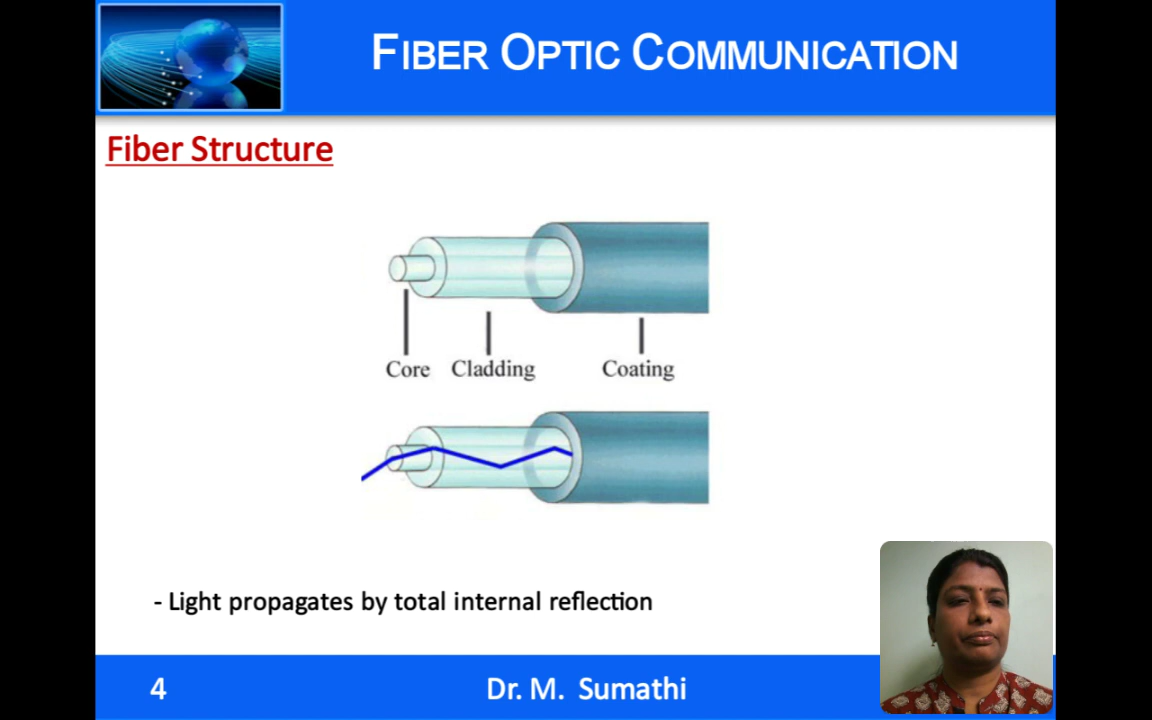 FIBER OPTIC COMMUNICATION
Fiber Structure
Core Cladding Coating
- Light propagates by total internal reflection
4 Dr. M. Sumathi